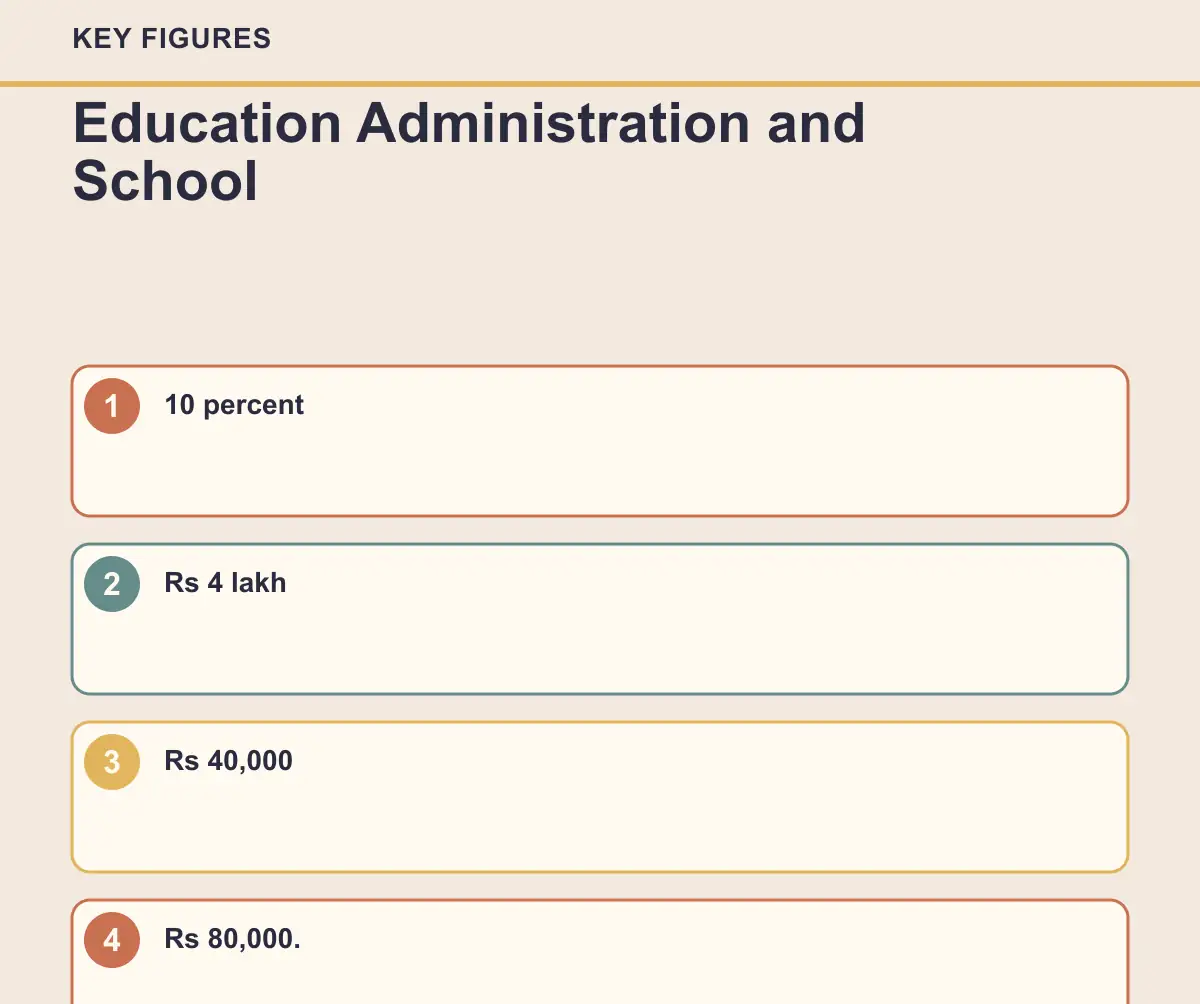 KEY FIGURES
Education Administration and
School
1
10 percent
2
Rs 4 lakh
3
Rs 40,000
4
Rs 80,000.